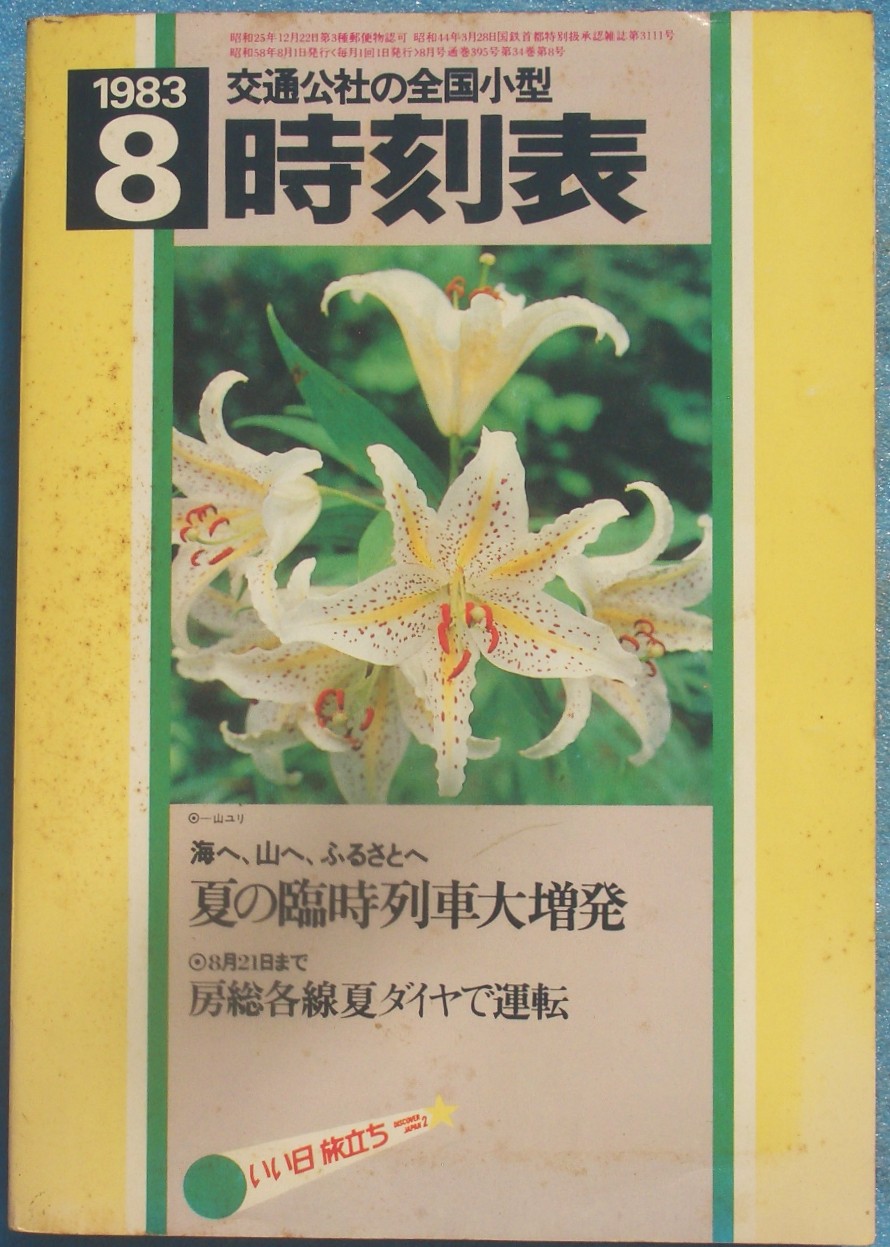 昭和25年12月22日第3種郵便物認可 昭和44年3月28日国鉄首都特別扱承認雑誌第3111号
昭和58年8月1日発行〈毎月1回1日発行〉8月号通巻395号第34巻第8号
1983
8
交通公社の全国小型
時刻表
◉—山ユリ
海へ、山へ、ふるさとへ
夏の臨時列車大増発
◉8月21日まで
房総各線夏ダイヤで運転
いい日 旅立ち
DISCOVER
JAPAN 2